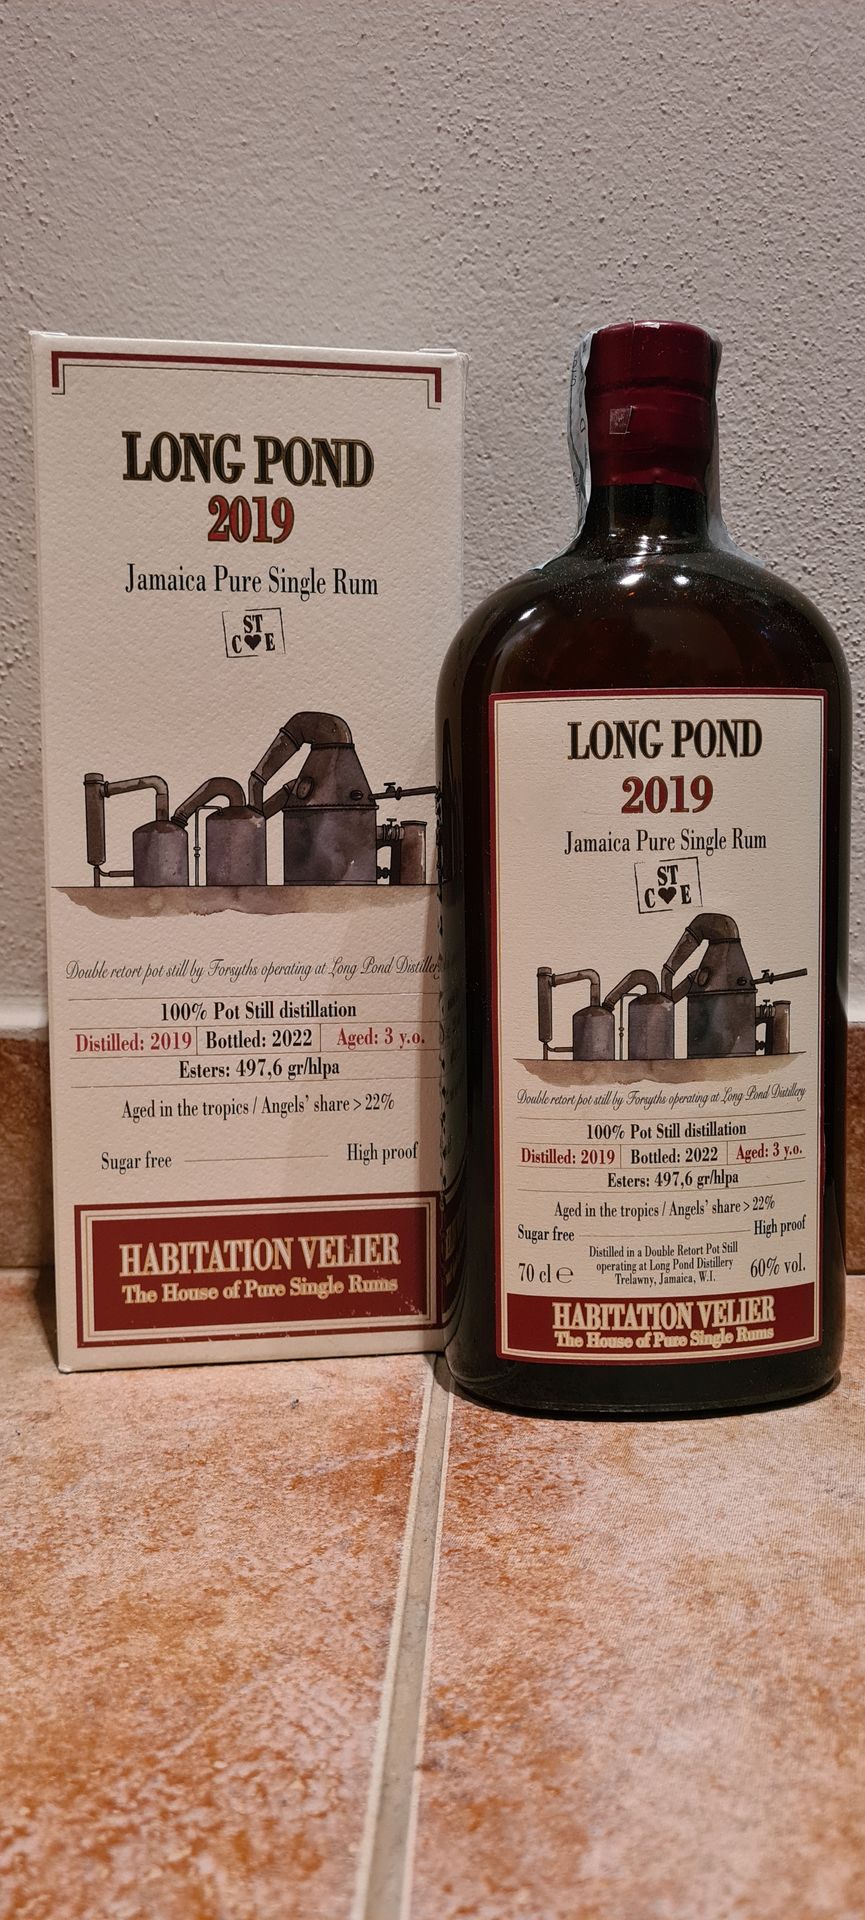 LONG POND
2019
Jamaica Pure Single Rum
ST
C♥E
Double retort pot still by Forsyths operating at Long Pond Distillery
100% Pot Still distillation
Distilled: 2019 Bottled: 2022 Aged: 3 y.o.
Esters: 497,6 gr/hlpa
Aged in the tropics / Angels' share > 22%
Sugar free High proof
HABITATION VELIER
The House of Pure Single Rums
LONG POND
2019
Jamaica Pure Single Rum
ST
C♥E
Double retort pot still by Forsyths operating at Long Pond Distillery
100% Pot Still distillation
Distilled: 2019 Bottled: 2022 Aged: 3 y.o.
Esters: 497,6 gr/hlpa
Aged in the tropics / Angels' share > 22%
Sugar free High proof
Distilled in a Double Retort Pot Still
operating at Long Pond Distillery
Trelawny, Jamaica, W.I.
70 cl ℮ 60% vol.
HABITATION VELIER
The House of Pure Single Rums